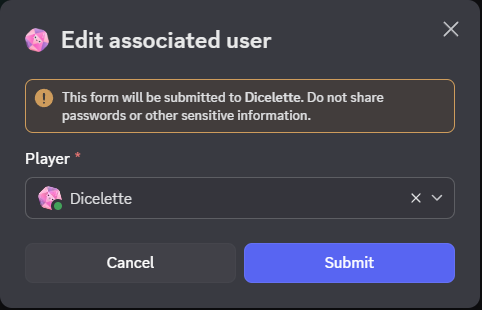 Edit associated user
This form will be submitted to Dicelette. Do not share
passwords or other sensitive information.
Player *
Dicelette
Cancel
Submit